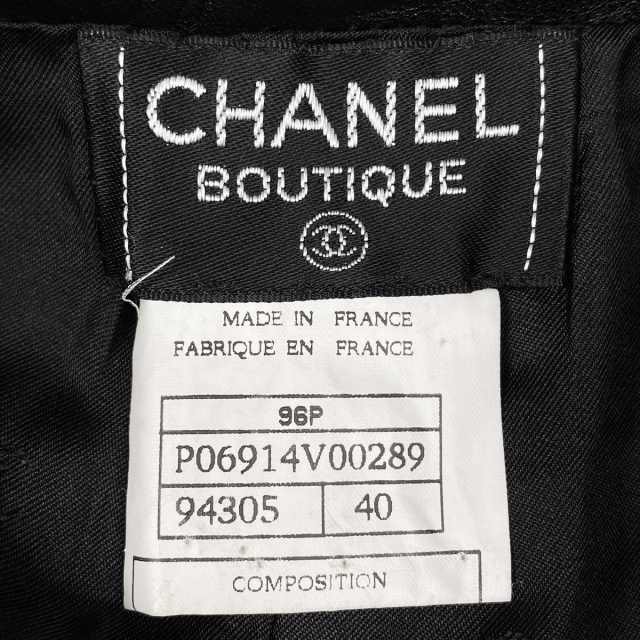 CHANEL
BOUTIQUE
MADE IN FRANCE
FABRIQUE EN FRANCE
96P
P06914V00289
94305 40
COMPOSITION